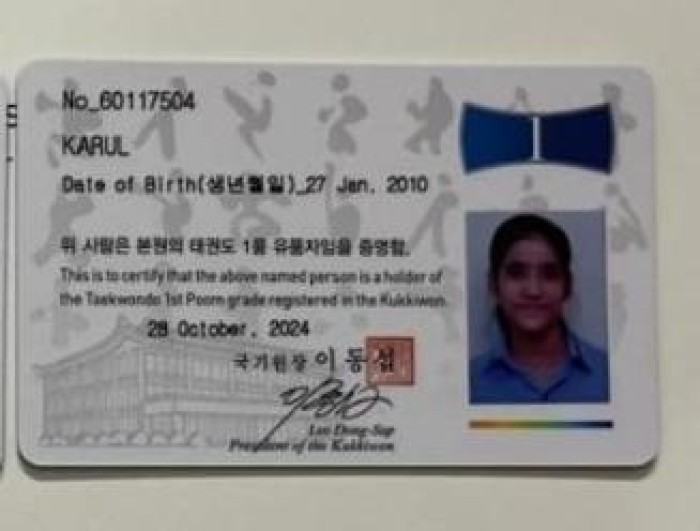 No_60117504
KARUL
Date of Birth(생년월일)_27 Jan. 2010
위 사람은 본원의 태권도 1품 유품자임을 증명함.
This is to certify that the above named person is a holder of
the Taekwondo 1st Poom grade registered in the Kukkiwon.
28 October. 2024
국기원장 이동섭
Lee Dong-Sup
President of the Kukkiwon
I